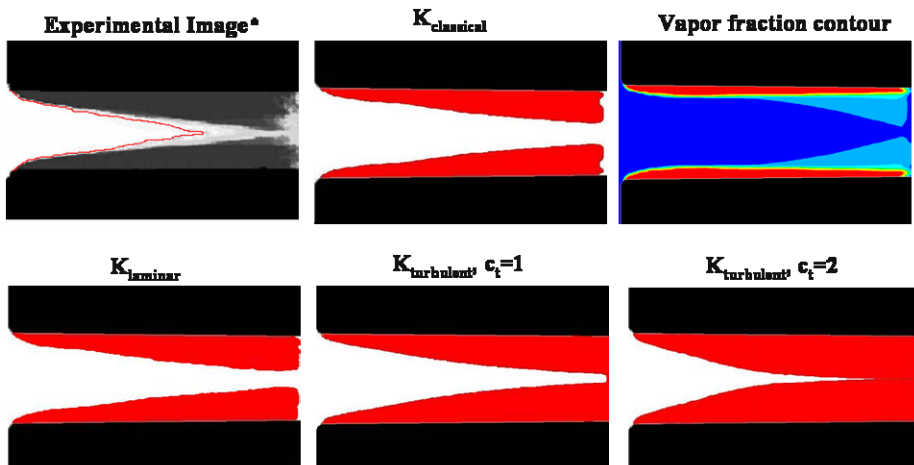 Experimental Image*
K_classical
Vapor fraction contour
K_laminar
K_turbulent, c_t=1
K_turbulent, c_t=2